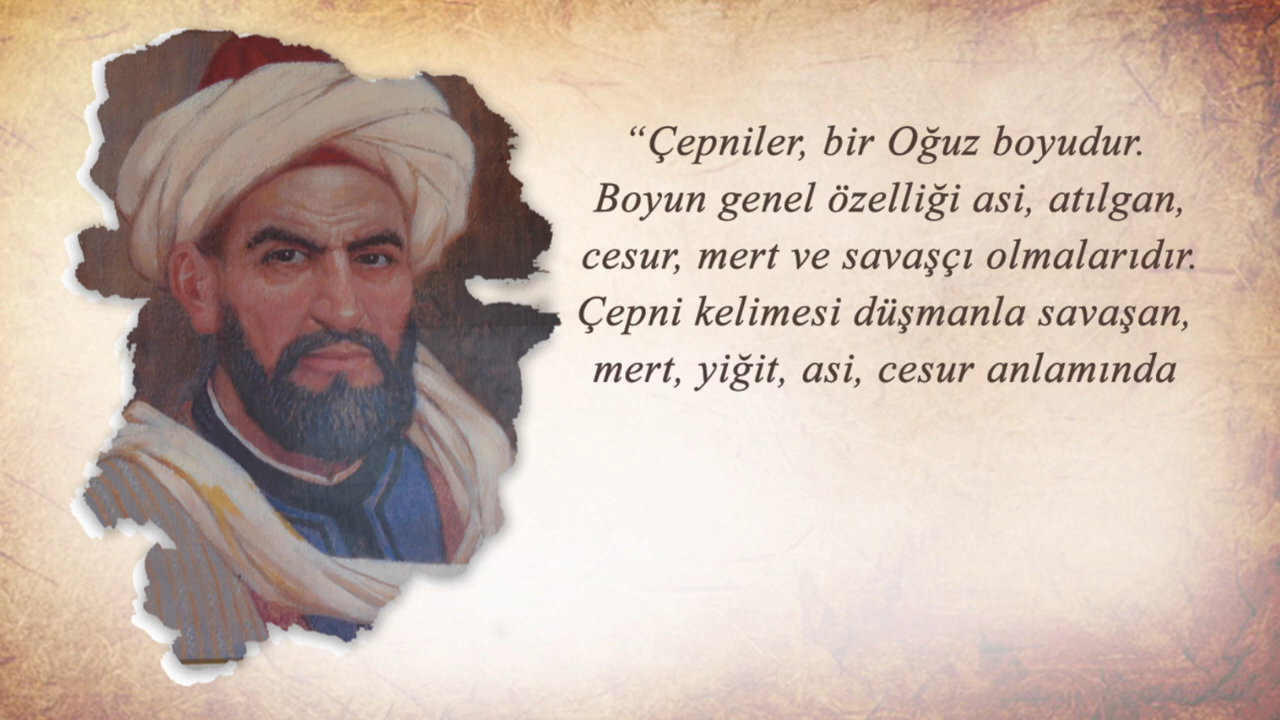 “Çepniler, bir Oğuz boyudur.
Boyun genel özelliği asi, atılgan,
cesur, mert ve savaşçı olmalarıdır.
Çepni kelimesi düşmanla savaşan,
mert, yiğit, asi, cesur anlamında